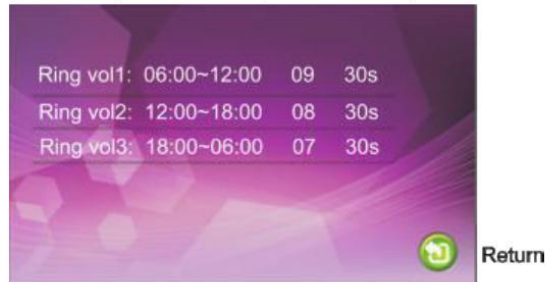 Ring vol1: 06:00~12:00 09 30s
Ring vol2: 12:00~18:00 08 30s
Ring vol3: 18:00~06:00 07 30s
Return